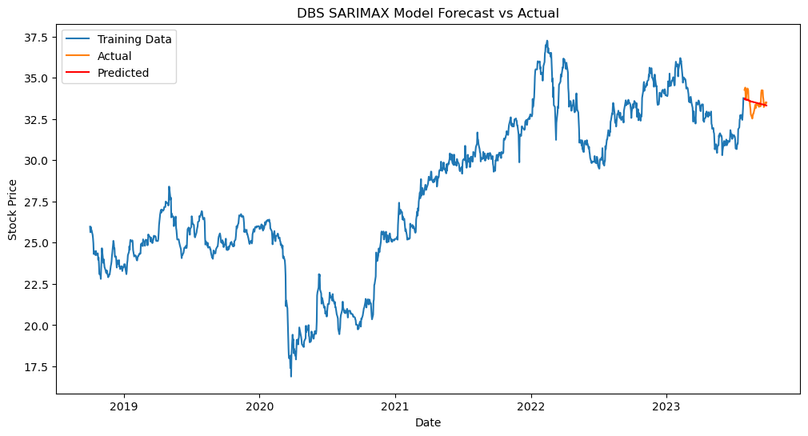 DBS SARIMAX Model Forecast vs Actual
Training Data
Actual
Predicted
37.5
35.0
32.5
30.0
27.5
25.0
22.5
20.0
17.5
Stock Price
2019
2020
2021
2022
2023
Date